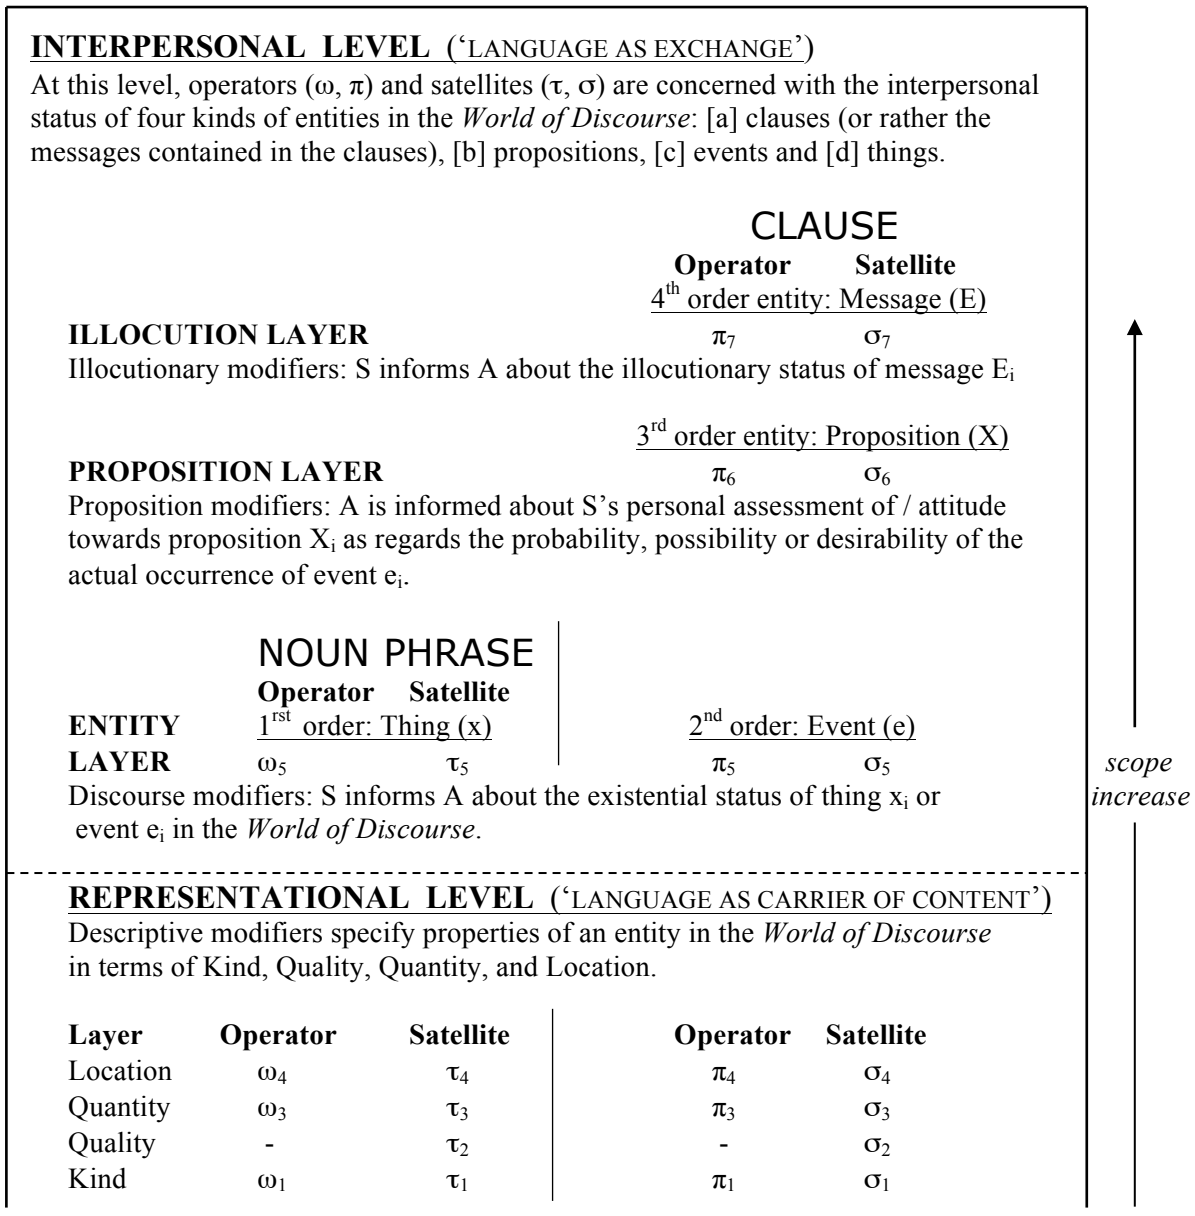 INTERPERSONAL LEVEL (‘LANGUAGE AS EXCHANGE’)
At this level, operators (ω, π) and satellites (τ, σ) are concerned with the interpersonal
status of four kinds of entities in the World of Discourse: [a] clauses (or rather the
messages contained in the clauses), [b] propositions, [c] events and [d] things.
CLAUSE
Operator Satellite
4th order entity: Message (E)
ILLOCUTION LAYER π7 σ7
Illocutionary modifiers: S informs A about the illocutionary status of message Ei
3rd order entity: Proposition (X)
PROPOSITION LAYER π6 σ6
Proposition modifiers: A is informed about S’s personal assessment of / attitude
towards proposition Xi as regards the probability, possibility or desirability of the
actual occurrence of event ei.
NOUN PHRASE
Operator Satellite
ENTITY 1rst order: Thing (x) 2nd order: Event (e)
LAYER ω5 τ5 π5 σ5
Discourse modifiers: S informs A about the existential status of thing xi or
event ei in the World of Discourse.
scope
increase
REPRESENTATIONAL LEVEL (‘LANGUAGE AS CARRIER OF CONTENT’)
Descriptive modifiers specify properties of an entity in the World of Discourse
in terms of Kind, Quality, Quantity, and Location.
Layer Operator Satellite Operator Satellite
Location ω4 τ4 π4 σ4
Quantity ω3 τ3 π3 σ3
Quality - τ2 - σ2
Kind ω1 τ1 π1 σ1